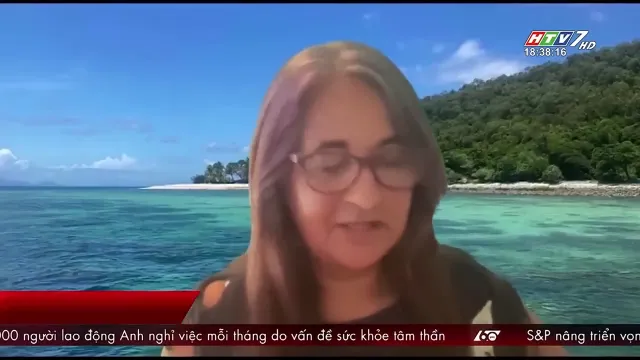 HTV7 HD
18:38:16
000 người lao động Anh nghỉ việc mỗi tháng do vấn đề sức khỏe tâm thần 60 S&P nâng triển vọ